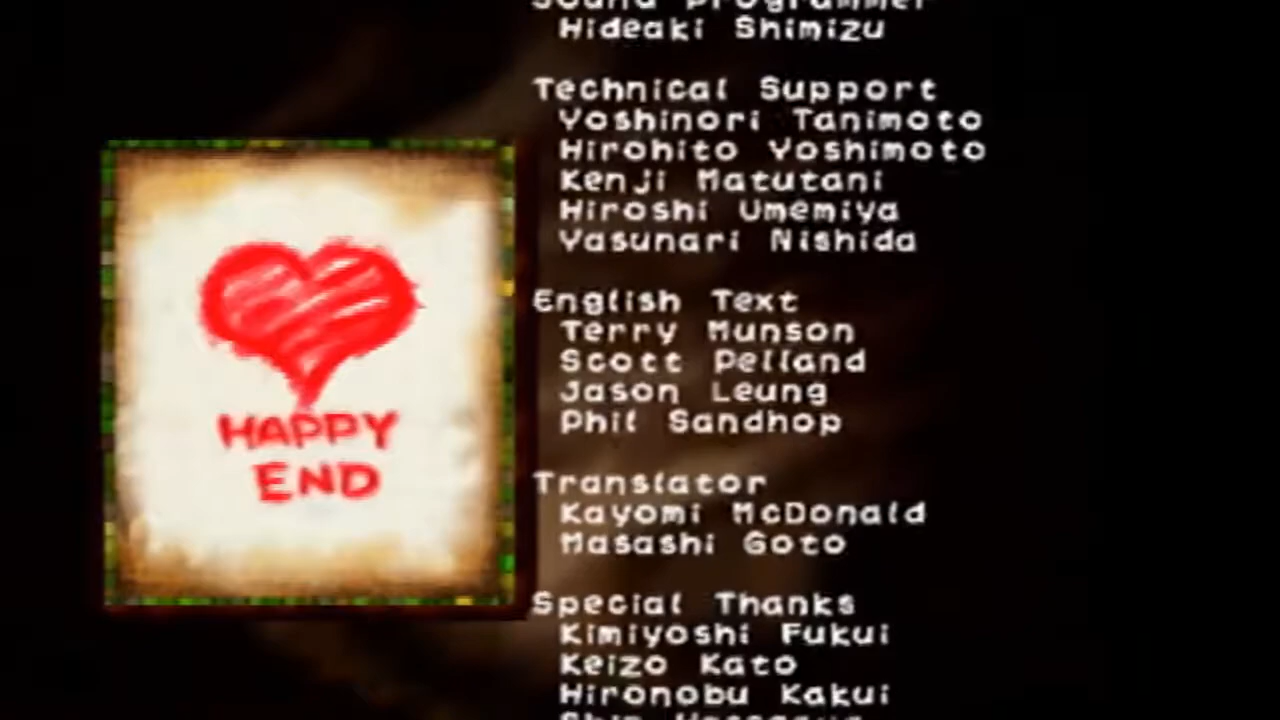 Sound Programmer
Hideaki Shimizu
Technical Support
Yoshinori Tanimoto
Hirohito Yoshimoto
Kenji Matutani
Hiroshi Umemiya
Yasunari Nishida
English Text
Terry Munson
Scott Pelland
Jason Leung
Phil Sandhop
Translator
Kayomi McDonald
Masashi Goto
Special Thanks
Kimiyoshi Fukui
Keizo Kato
Hironobu Kakui
HAPPY
END